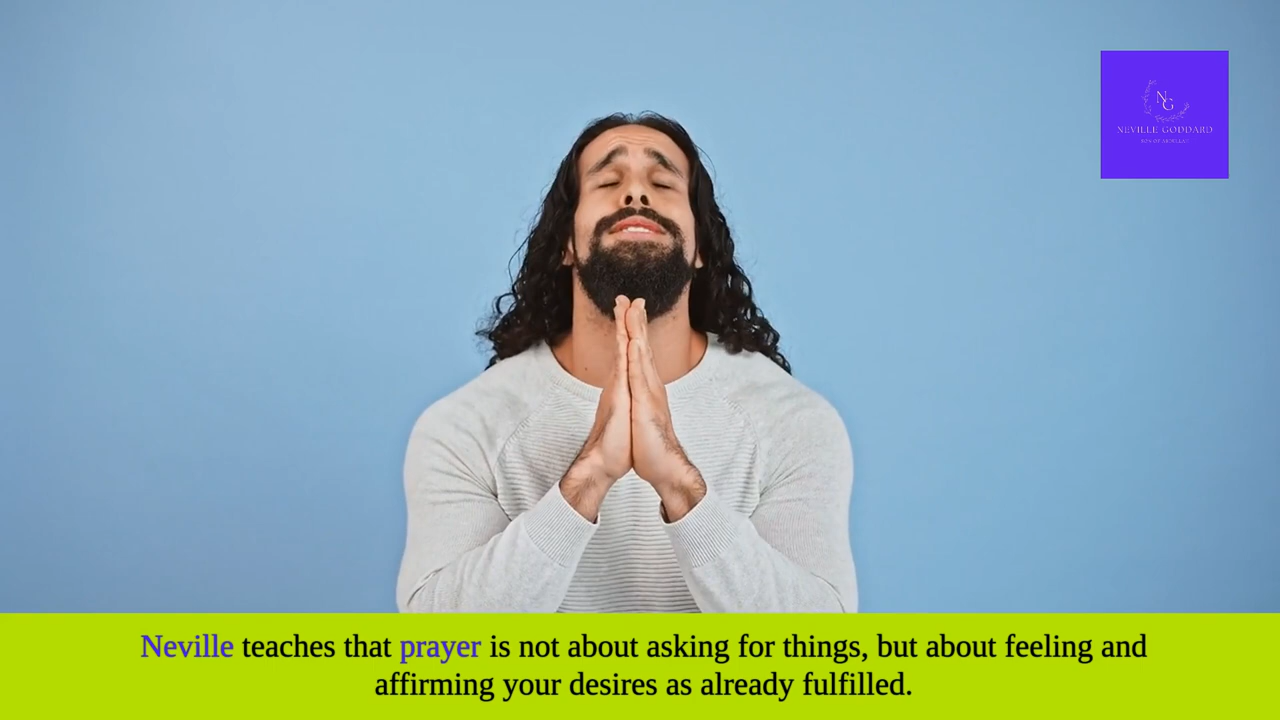 NG
NEVILLE GODDARD
Neville teaches that prayer is not about asking for things, but about feeling and
affirming your desires as already fulfilled.